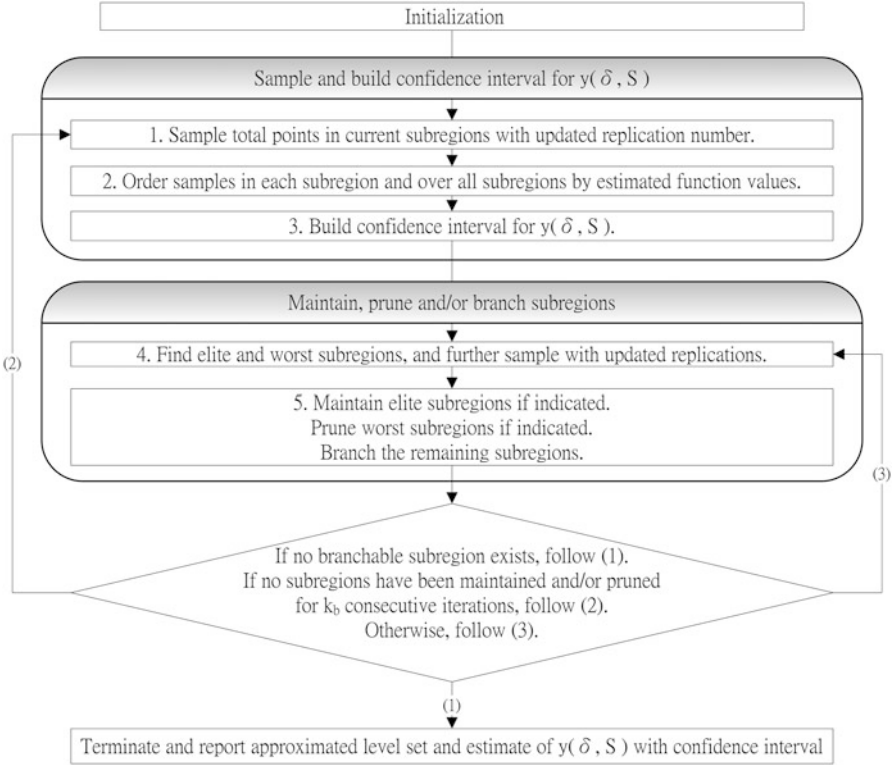 Initialization
Sample and build confidence interval for y( δ , S )
1. Sample total points in current subregions with updated replication number.
2. Order samples in each subregion and over all subregions by estimated function values.
3. Build confidence interval for y( δ , S ).
Maintain, prune and/or branch subregions
4. Find elite and worst subregions, and further sample with updated replications.
5. Maintain elite subregions if indicated.
Prune worst subregions if indicated.
Branch the remaining subregions.
(2)
(3)
If no branchable subregion exists, follow (1).
If no subregions have been maintained and/or pruned
for k_b consecutive iterations, follow (2).
Otherwise, follow (3).
(1)
Terminate and report approximated level set and estimate of y( δ , S ) with confidence interval